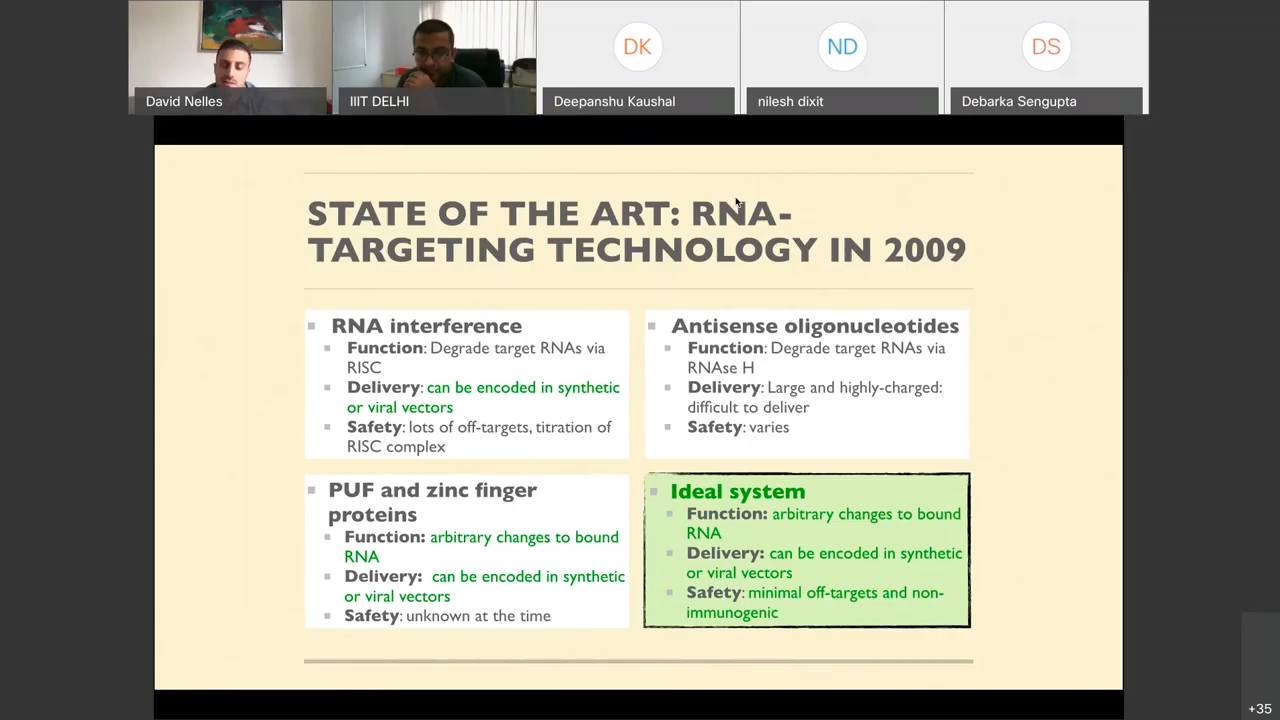 David Nelles
IIIT DELHI
DK
Deepanshu Kaushal
ND
nilesh dixit
DS
Debarka Sengupta
STATE OF THE ART: RNA-
TARGETING TECHNOLOGY IN 2009
RNA interference
Function: Degrade target RNAs via
RISC
Delivery: can be encoded in synthetic
or viral vectors
Safety: lots of off-targets, titration of
RISC complex
Antisense oligonucleotides
Function: Degrade target RNAs via
RNAse H
Delivery: Large and highly-charged:
difficult to deliver
Safety: varies
PUF and zinc finger
proteins
Function: arbitrary changes to bound
RNA
Delivery: can be encoded in synthetic
or viral vectors
Safety: unknown at the time
Ideal system
Function: arbitrary changes to bound
RNA
Delivery: can be encoded in synthetic
or viral vectors
Safety: minimal off-targets and non-
immunogenic
+35